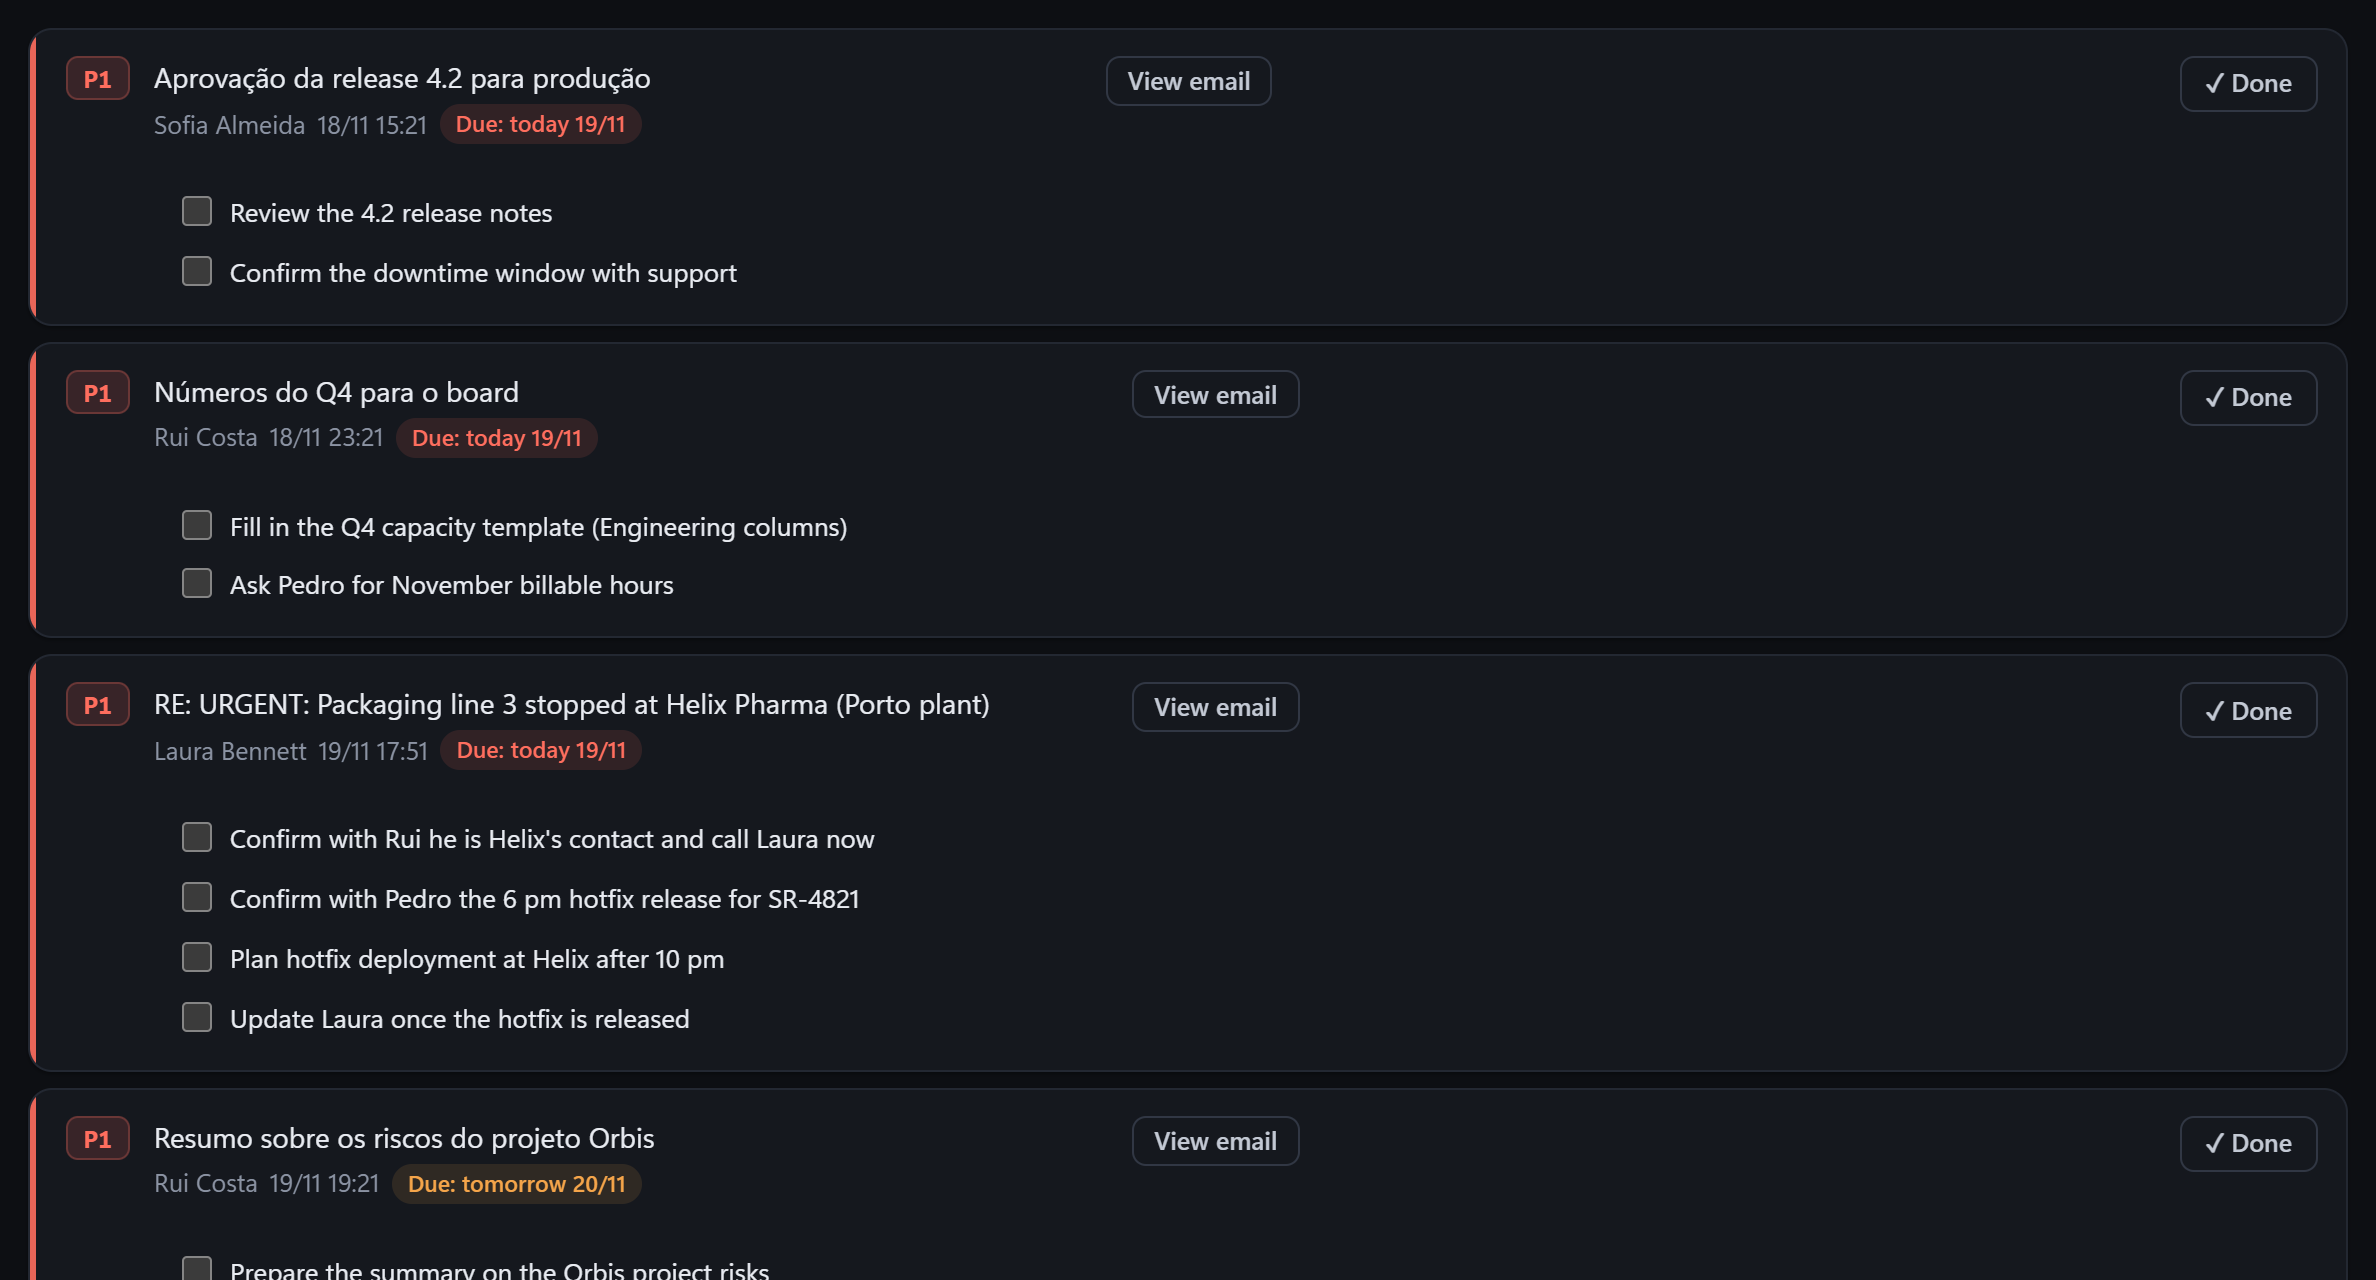 P1 Aprovação da release 4.2 para produção View email ✓ Done
Sofia Almeida 18/11 15:21 Due: today 19/11
Review the 4.2 release notes
Confirm the downtime window with support
P1 Números do Q4 para o board View email ✓ Done
Rui Costa 18/11 23:21 Due: today 19/11
Fill in the Q4 capacity template (Engineering columns)
Ask Pedro for November billable hours
P1 RE: URGENT: Packaging line 3 stopped at Helix Pharma (Porto plant) View email ✓ Done
Laura Bennett 19/11 17:51 Due: today 19/11
Confirm with Rui he is Helix's contact and call Laura now
Confirm with Pedro the 6 pm hotfix release for SR-4821
Plan hotfix deployment at Helix after 10 pm
Update Laura once the hotfix is released
P1 Resumo sobre os riscos do projeto Orbis View email ✓ Done
Rui Costa 19/11 19:21 Due: tomorrow 20/11
Prepare the summary on the Orbis project risks